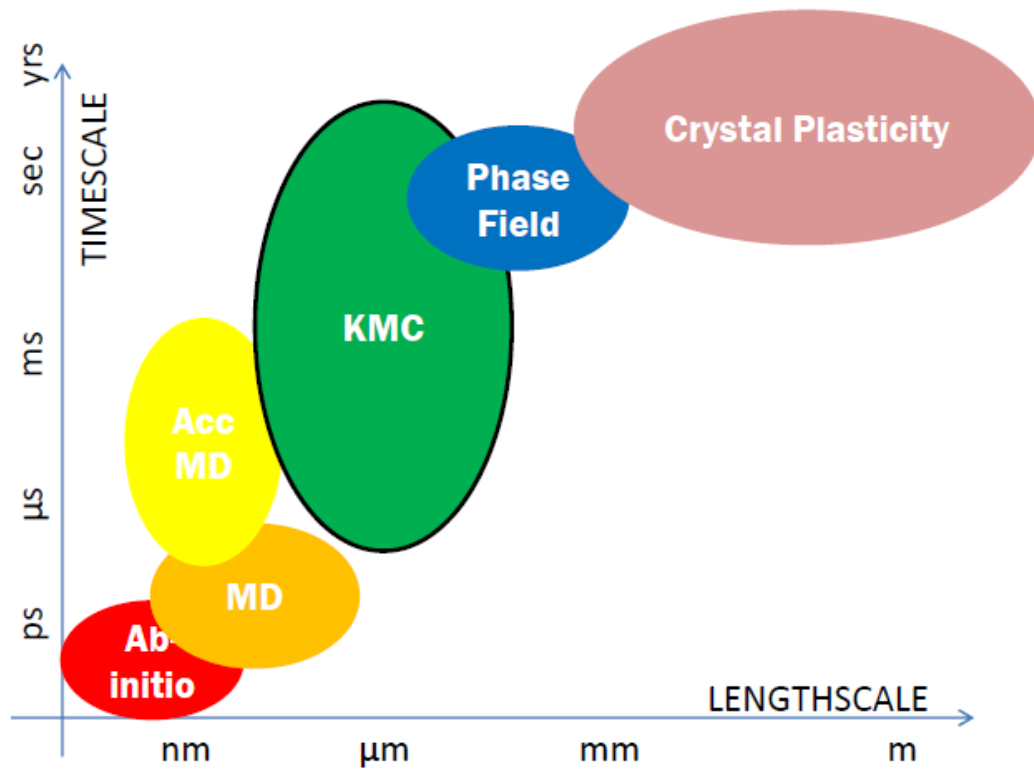 yrs
sec
ms
µs
ps
TIMESCALE
Crystal Plasticity
Phase
Field
KMC
Acc
MD
MD
Ab-
initio
LENGTHSCALE
nm
µm
mm
m